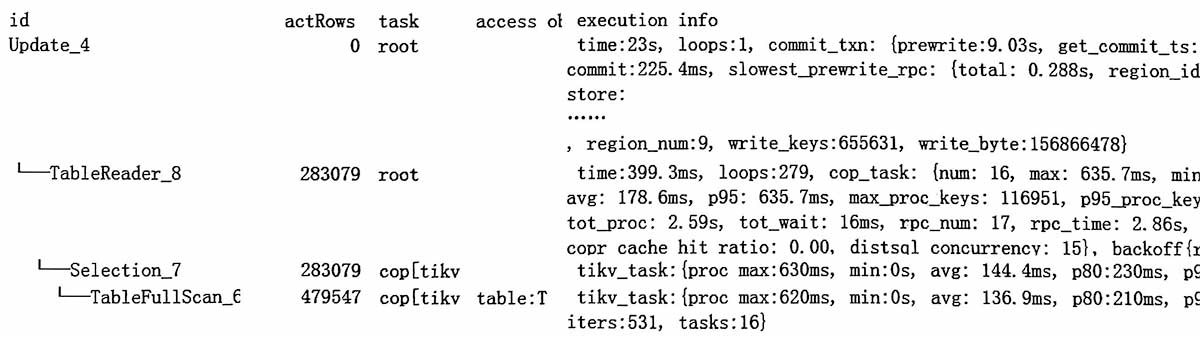 id actRows task access ob execution info
Update_4 0 root time:23s, loops:1, commit_txn: {prewrite:9.03s, get_commit_ts:
commit:225.4ms, slowest_prewrite_rpc: {total: 0.288s, region_id
store:
……
, region_num:9, write_keys:655631, write_byte:156866478}
└──TableReader_8 283079 root time:399.3ms, loops:279, cop_task: {num: 16, max: 635.7ms, min
avg: 178.6ms, p95: 635.7ms, max_proc_keys: 116951, p95_proc_key
tot_proc: 2.59s, tot_wait: 16ms, rpc_num: 17, rpc_time: 2.86s,
copr_cache_hit_ratio: 0.00, distsql_concurrency: 15}, backoff{r
└──Selection_7 283079 cop[tikv tikv_task:{proc max:630ms, min:0s, avg: 144.4ms, p80:230ms, p9
└──TableFullScan_6 479547 cop[tikv table:T tikv_task:{proc max:620ms, min:0s, avg: 136.9ms, p80:210ms, p9
iters:531, tasks:16}